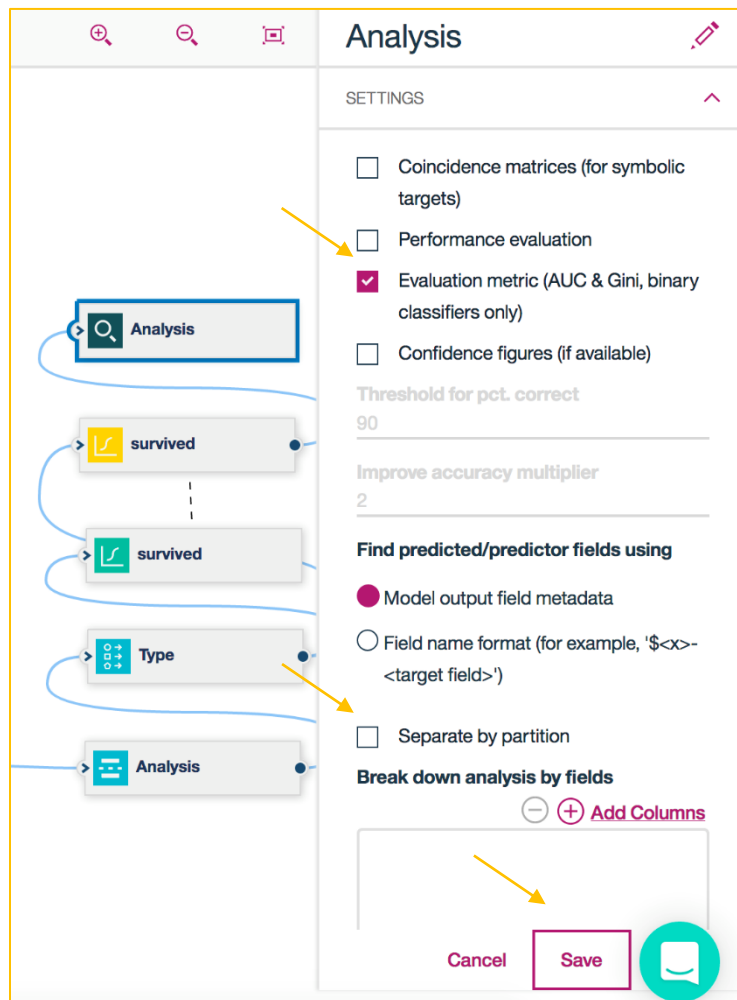 Analysis
SETTINGS
Coincidence matrices (for symbolic
targets)
Performance evaluation
Evaluation metric (AUC & Gini, binary
classifiers only)
Confidence figures (if available)
Threshold for pct. correct
90
Improve accuracy multiplier
2
Find predicted/predictor fields using
Model output field metadata
Field name format (for example, '$<x>-
<target field>')
Separate by partition
Break down analysis by fields
Add Columns
Cancel
Save
Analysis
survived
survived
Type
Analysis